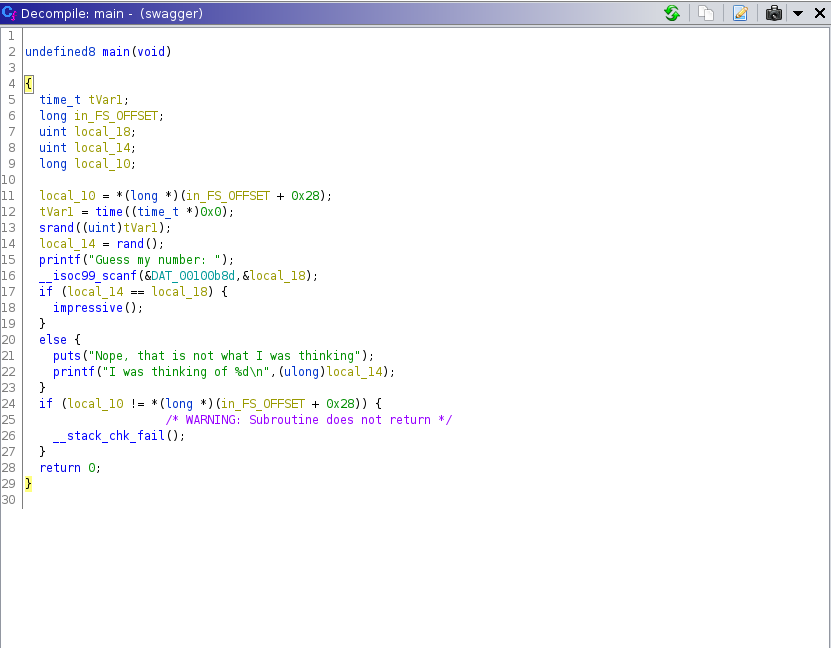 Decompile: main - (swagger)
1
2 undefined8 main(void)
3
4 {
5 time_t tVar1;
6 long in_FS_OFFSET;
7 uint local_18;
8 uint local_14;
9 long local_10;
10
11 local_10 = *(long *)(in_FS_OFFSET + 0x28);
12 tVar1 = time((time_t *)0x0);
13 srand((uint)tVar1);
14 local_14 = rand();
15 printf("Guess my number: ");
16 __isoc99_scanf(&DAT_00100b8d,&local_18);
17 if (local_14 == local_18) {
18 impressive();
19 }
20 else {
21 puts("Nope, that is not what I was thinking");
22 printf("I was thinking of %d\n",(ulong)local_14);
23 }
24 if (local_10 != *(long *)(in_FS_OFFSET + 0x28)) {
25 /* WARNING: Subroutine does not return */
26 __stack_chk_fail();
27 }
28 return 0;
29 }
30